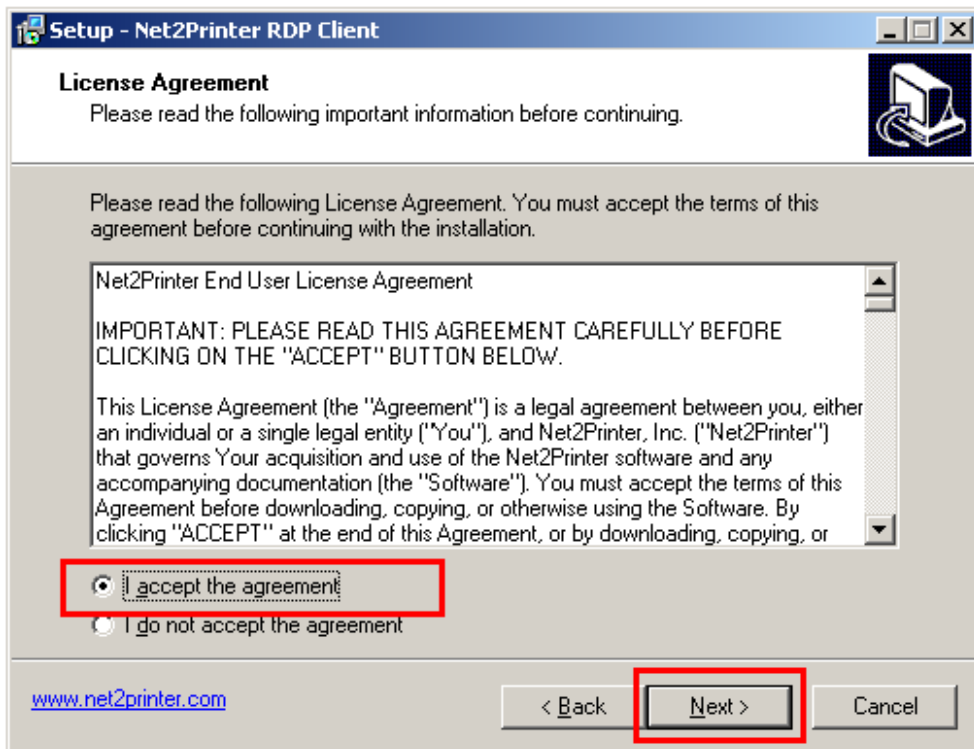 Setup - Net2Printer RDP Client
License Agreement
Please read the following important information before continuing.
Please read the following License Agreement. You must accept the terms of this
agreement before continuing with the installation.
Net2Printer End User License Agreement
IMPORTANT: PLEASE READ THIS AGREEMENT CAREFULLY BEFORE
CLICKING ON THE "ACCEPT" BUTTON BELOW.
This License Agreement (the "Agreement") is a legal agreement between you, either
an individual or a single legal entity ("You"), and Net2Printer, Inc. ("Net2Printer")
that governs Your acquisition and use of the Net2Printer software and any
accompanying documentation (the "Software"). You must accept the terms of this
Agreement before downloading, copying, or otherwise using the Software. By
clicking "ACCEPT" at the end of this Agreement, or by downloading, copying, or
I accept the agreement
I do not accept the agreement
www.net2printer.com
< Back
Next >
Cancel